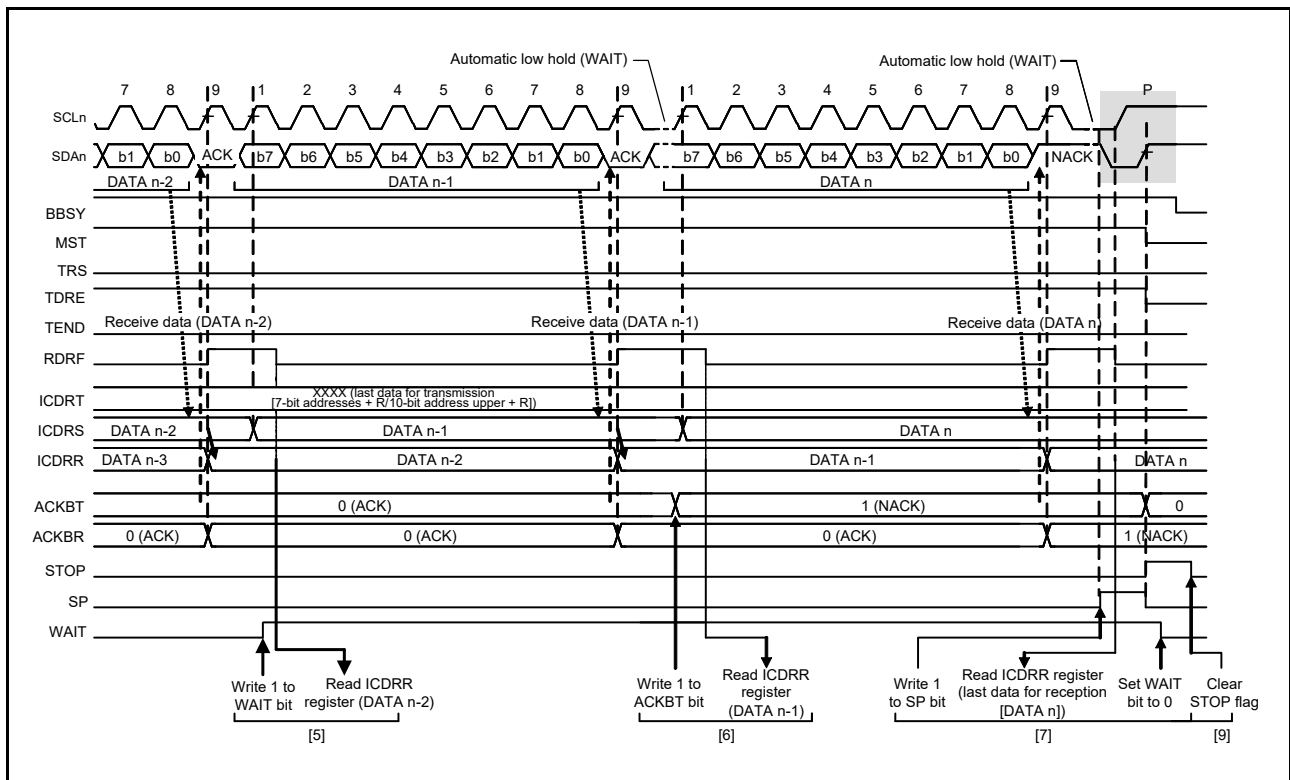 Automatic low hold (WAIT)
Automatic low hold (WAIT)
7 8 9 1 2 3 4 5 6 7 8 9 1 2 3 4 5 6 7 8 9 P
SCLn
SDAn b1 b0 ACK b7 b6 b5 b4 b3 b2 b1 b0 ACK b7 b6 b5 b4 b3 b2 b1 b0 NACK
DATA n-2 DATA n-1 DATA n
BBSY
MST
TRS
TDRE
Receive data (DATA n-2) Receive data (DATA n-1) Receive data (DATA n)
TEND
RDRF
XXXX (last data for transmission
ICDRT
[7-bit addresses + R/10-bit address upper + R])
ICDRS DATA n-2 DATA n-1 DATA n
ICDRR DATA n-3 DATA n-2 DATA n-1 DATA n
ACKBT 0 (ACK) 1 (NACK) 0
ACKBR 0 (ACK) 0 (ACK) 0 (ACK) 1 (NACK)
STOP
SP
WAIT
Write 1 to
WAIT bit
Read ICDRR
register (DATA n-2)
[5]
Write 1 to
ACKBT bit
Read ICDRR
register
(DATA n-1)
[6]
Write 1
to SP bit
Read ICDRR register
(last data for reception
[DATA n])
Set WAIT
bit to 0
[7]
Clear
STOP flag
[9]